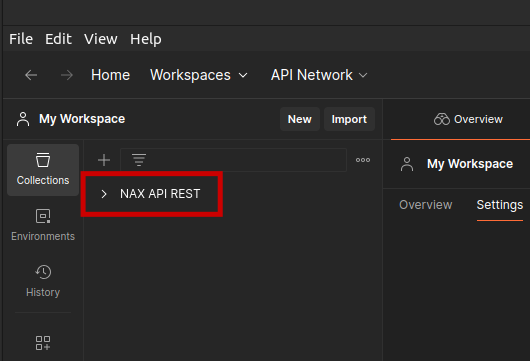 File Edit View Help
Home Workspaces API Network
My Workspace New Import
Overview
Collections
NAX API REST
My Workspace
Overview Settings
Environments
History